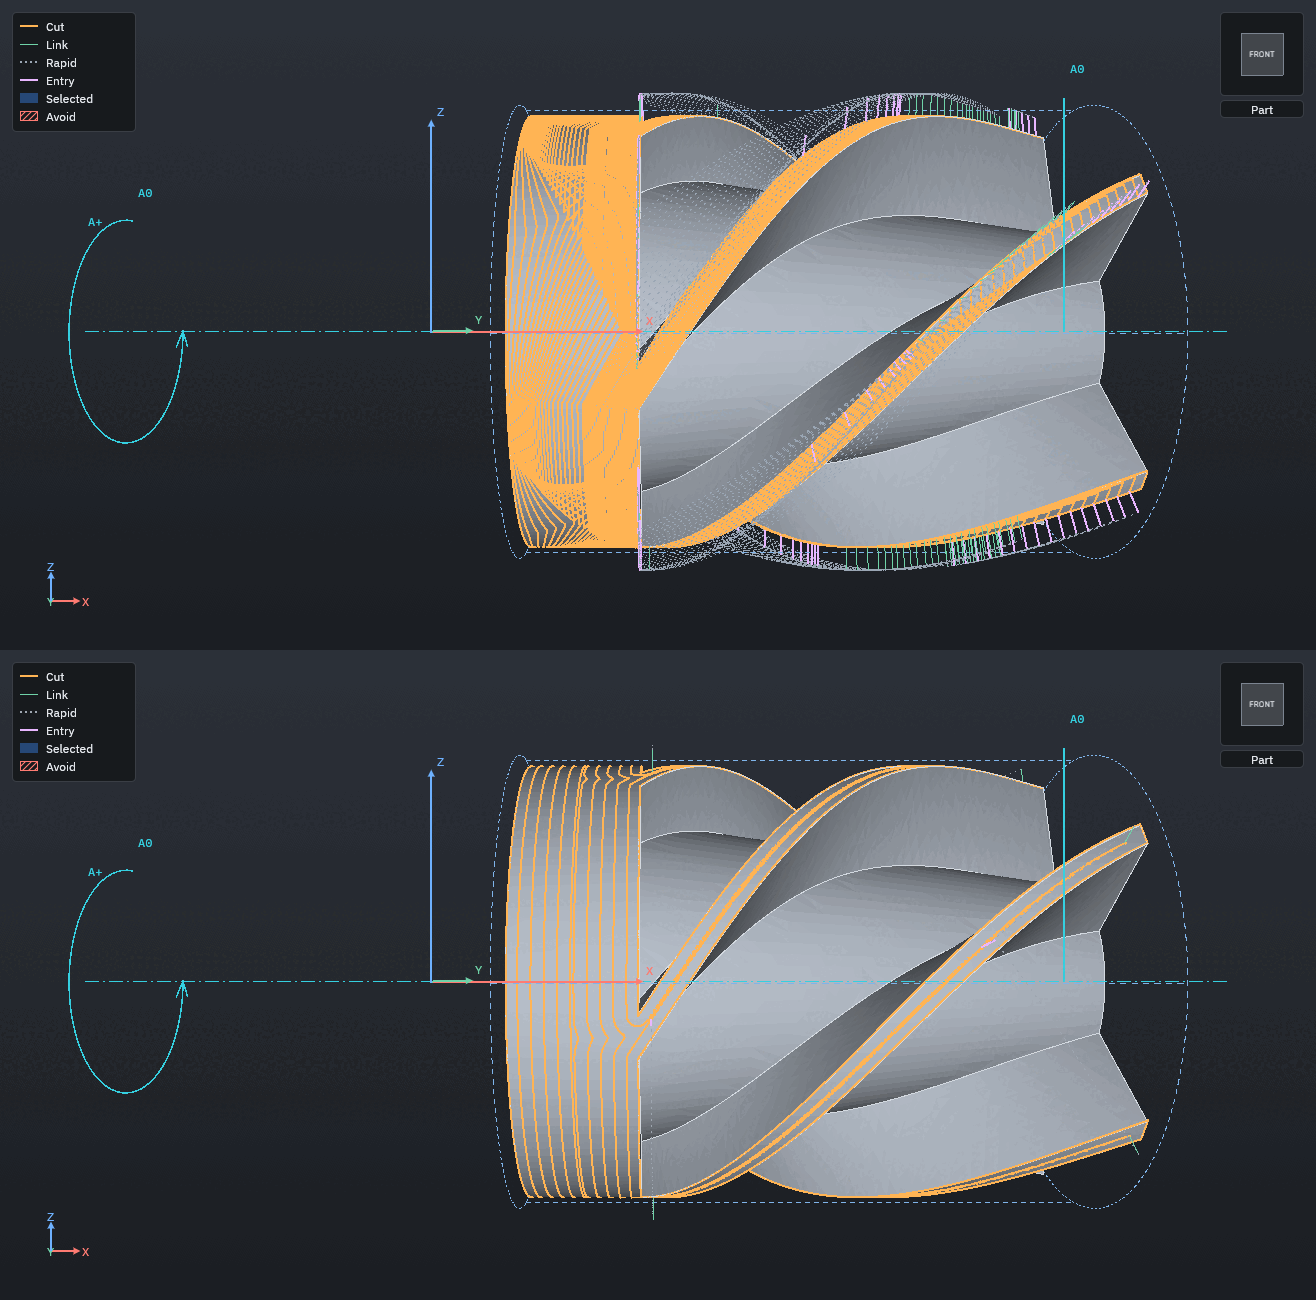 Cut
Link
Rapid
Entry
Selected
Avoid
FRONT
Part
A0
Z
A0
A+
Y
X
Z
Y
X
Cut
Link
Rapid
Entry
Selected
Avoid
FRONT
Part
A0
Z
A0
A+
Y
X
Z
Y
X